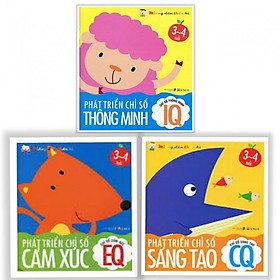 3-4
tuổi
PHÁT TRIỂN CHỈ SỐ
THÔNG MINH
IQ
3-4
tuổi
PHÁT TRIỂN CHỈ SỐ
CẢM XÚC
EQ
3-4
tuổi
PHÁT TRIỂN CHỈ SỐ
SÁNG TẠO
CQ